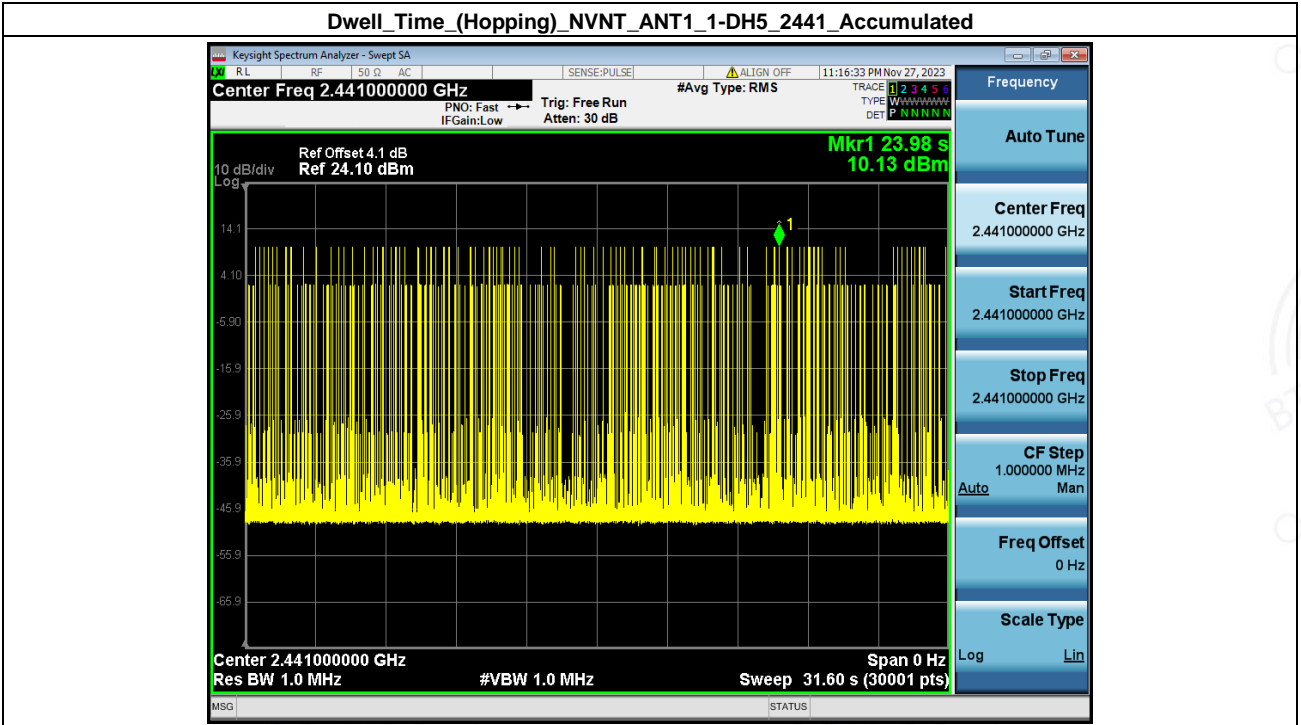 Dwell_Time_(Hopping)_NVNT_ANT1_1-DH5_2441_Accumulated
Keysight Spectrum Analyzer - Swept SA
LXI RL RF 50 Ω AC SENSE:PULSE ALIGN OFF 11:16:33 PM Nov 27, 2023
Center Freq 2.441000000 GHz
PNO: Fast
IFGain:Low
Trig: Free Run
Atten: 30 dB
#Avg Type: RMS
TRACE 1 2 3 4 5 6
TYPE WWWWWW
DET P N N N N N
Mkr1 23.98 s
10.13 dBm
Ref Offset 4.1 dB
10 dB/div Ref 24.10 dBm
Log
1
14.1
4.10
-5.90
-15.9
-25.9
-35.9
-45.9
-55.9
-65.9
Center 2.441000000 GHz Span 0 Hz
Res BW 1.0 MHz #VBW 1.0 MHz Sweep 31.60 s (30001 pts)
MSG STATUS
Frequency
Auto Tune
Center Freq
2.441000000 GHz
Start Freq
2.441000000 GHz
Stop Freq
2.441000000 GHz
CF Step
1.000000 MHz
Auto Man
Freq Offset
0 Hz
Scale Type
Log Lin